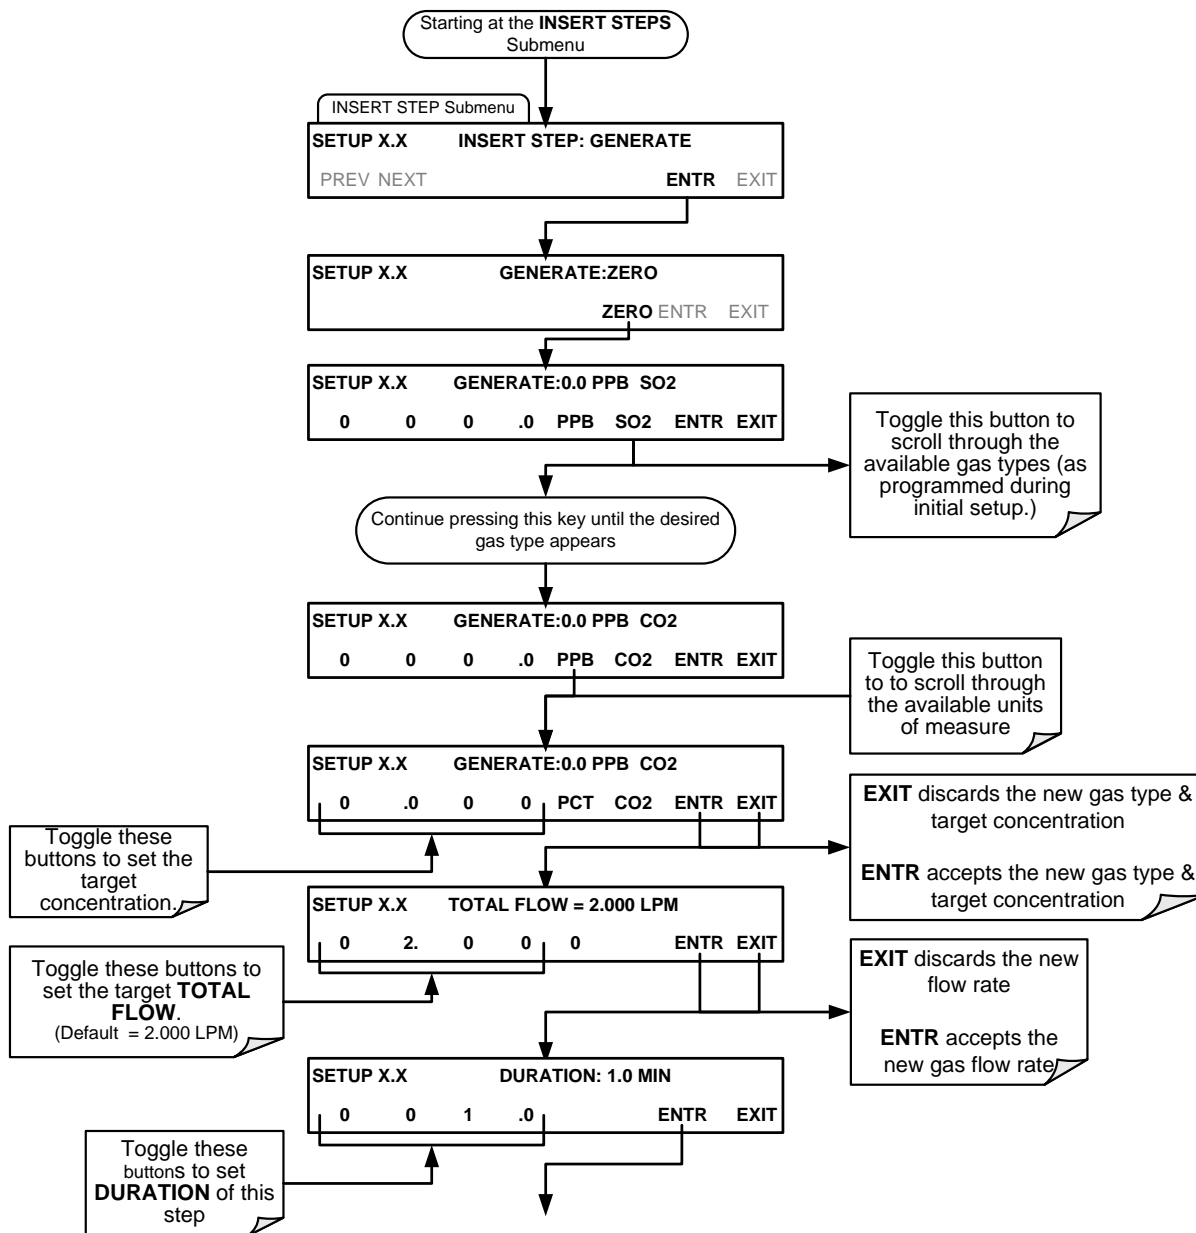 Starting at the INSERT STEPS
Submenu
INSERT STEP Submenu
SETUP X.X INSERT STEP: GENERATE
PREV NEXT ENTR EXIT
SETUP X.X GENERATE:ZERO
ZERO ENTR EXIT
SETUP X.X GENERATE:0.0 PPB SO2
0 0 0 .0 PPB SO2 ENTR EXIT
Toggle this button to
scroll through the
available gas types (as
programmed during
initial setup.)
Continue pressing this key until the desired
gas type appears
SETUP X.X GENERATE:0.0 PPB CO2
0 0 0 .0 PPB CO2 ENTR EXIT
Toggle this button
to to scroll through
the available units
of measure
SETUP X.X GENERATE:0.0 PPB CO2
0 .0 0 0 PCT CO2 ENTR EXIT
EXIT discards the new gas type &
target concentration
ENTR accepts the new gas type &
target concentration
Toggle these
buttons to set the
target
concentration.
SETUP X.X TOTAL FLOW = 2.000 LPM
0 2. 0 0 0 ENTR EXIT
Toggle these buttons to
set the target TOTAL
FLOW.
(Default = 2.000 LPM)
EXIT discards the new
flow rate
ENTR accepts the
new gas flow rate
SETUP X.X DURATION: 1.0 MIN
0 0 1 .0 ENTR EXIT
Toggle these
buttons to set
DURATION of this
step